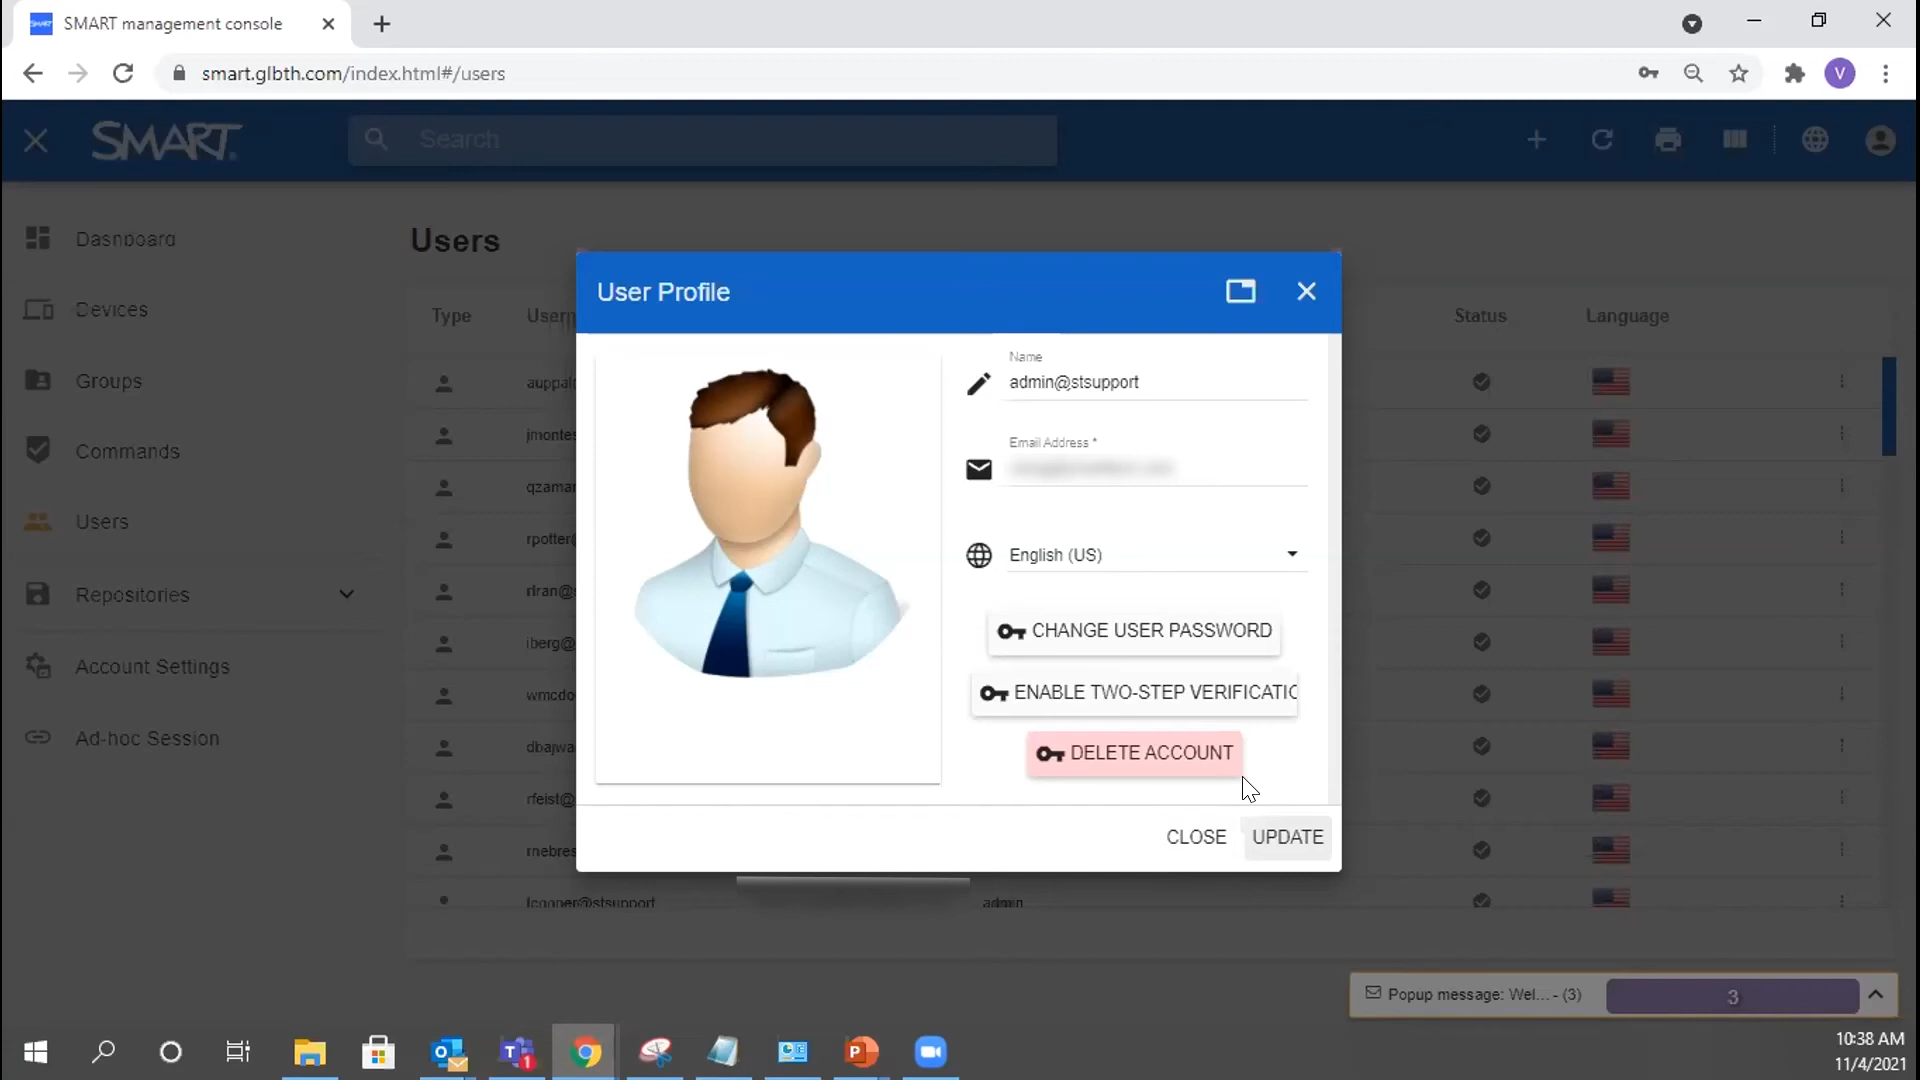 SMART management console
smart.glbth.com/index.html#/users
V
SMART
Search
Dashboard
Devices
Groups
Commands
Users
Repositories
Account Settings
Ad-hoc Session
Users
Type
Status
Language
auppal
jmontes
qzamar
rpotter@
rlran@
iberg@
wmcdo
dbajwa
rfeist@
rnebres
lcooper@stsupport
admin
User Profile
Name
admin@stsupport
Email Address *
English (US)
CHANGE USER PASSWORD
ENABLE TWO-STEP VERIFICATIO
DELETE ACCOUNT
CLOSE
UPDATE
Popup message: Wel... - (3)
3
10:38 AM
11/4/2021